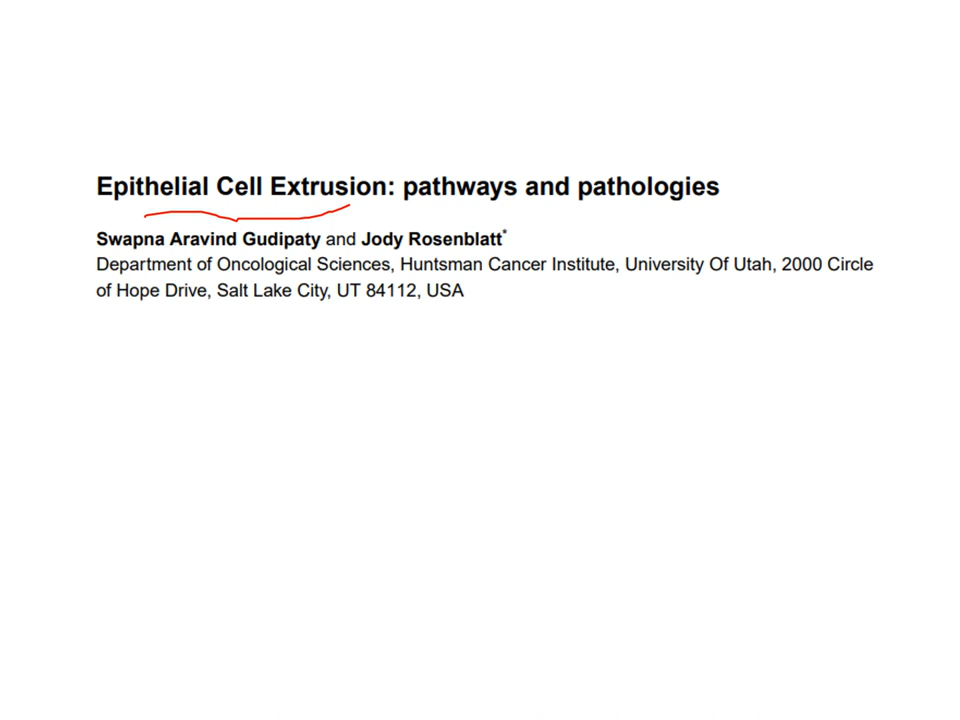 Epithelial Cell Extrusion: pathways and pathologies
Swapna Aravind Gudipaty and Jody Rosenblatt*
Department of Oncological Sciences, Huntsman Cancer Institute, University Of Utah, 2000 Circle
of Hope Drive, Salt Lake City, UT 84112, USA